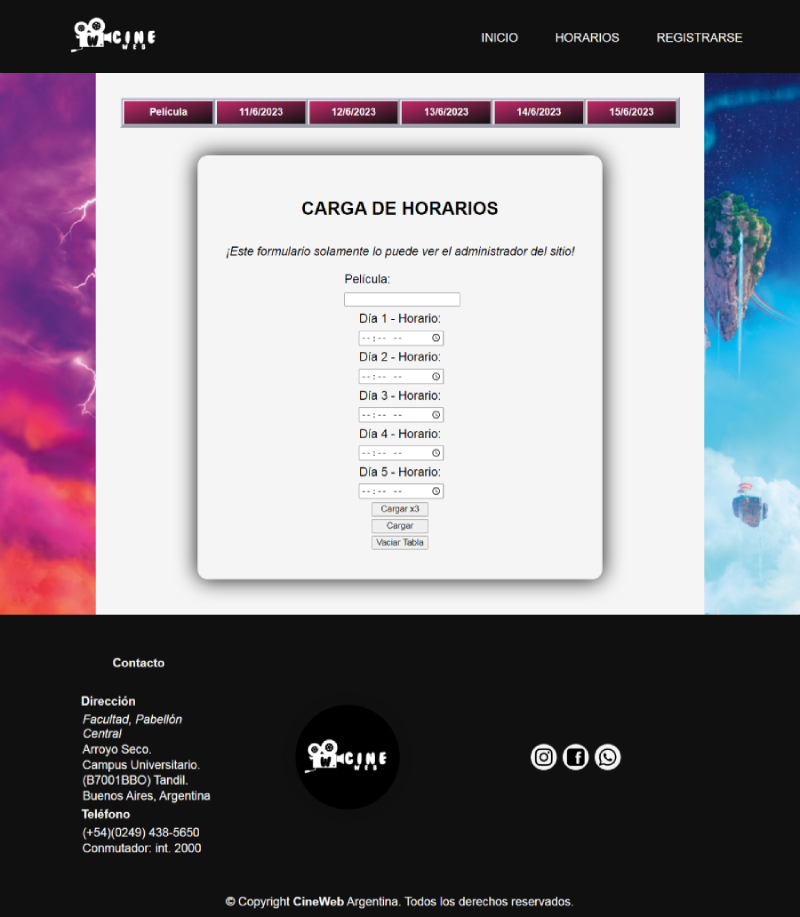 CINE
WEB
INICIO HORARIOS REGISTRARSE
Película 11/6/2023 12/6/2023 13/6/2023 14/6/2023 15/6/2023
CARGA DE HORARIOS
¡Este formulario solamente lo puede ver el administrador del sitio!
Película:
Día 1 - Horario:
--:-- --
Día 2 - Horario:
--:-- --
Día 3 - Horario:
--:-- --
Día 4 - Horario:
--:-- --
Día 5 - Horario:
--:-- --
Cargar x3
Cargar
Vaciar Tabla
Contacto
Dirección
Facultad, Pabellón
Central
Arroyo Seco.
Campus Universitario.
(B7001BBO) Tandil.
Buenos Aires, Argentina
Teléfono
(+54)(0249) 438-5650
Conmutador: int. 2000
CINE
WEB
© Copyright CineWeb Argentina. Todos los derechos reservados.